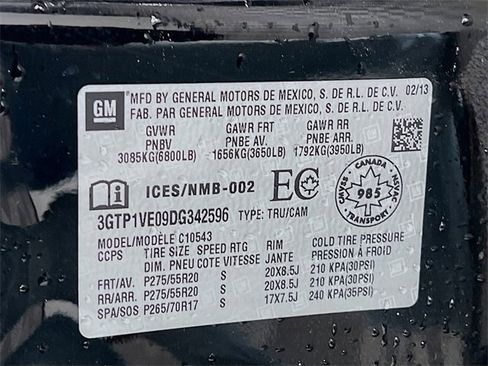 GM
MFD BY GENERAL MOTORS DE MEXICO, S. DE R.L. DE C.V. 02/13
FAB. PAR GENERAL MOTORS DE MEXICO, S. DE R.L. DE C.V.
GVWR GAWR FRT GAWR RR
PNBV PNBE AV. PNBE ARR.
3085KG(6800LB) 1656KG(3650LB) 1792KG(3950LB)
ICES/NMB-002 EC CANADA CMVSS NSVAC 985 TRANSPORT
3GTP1VE09DG342596 TYPE: TRU/CAM
MODEL/MODÈLE C10543
CCPS TIRE SIZE SPEED RTG RIM COLD TIRE PRESSURE
DIM. PNEU COTE VITESSE JANTE PRESSION À FROID
FRT/AV. P275/55R20 S 20X8.5J 210 KPA(30PSI)
RR/ARR. P275/55R20 S 20X8.5J 210 KPA(30PSI)
SPA/SOS P265/70R17 S 17X7.5J 240 KPA(35PSI)